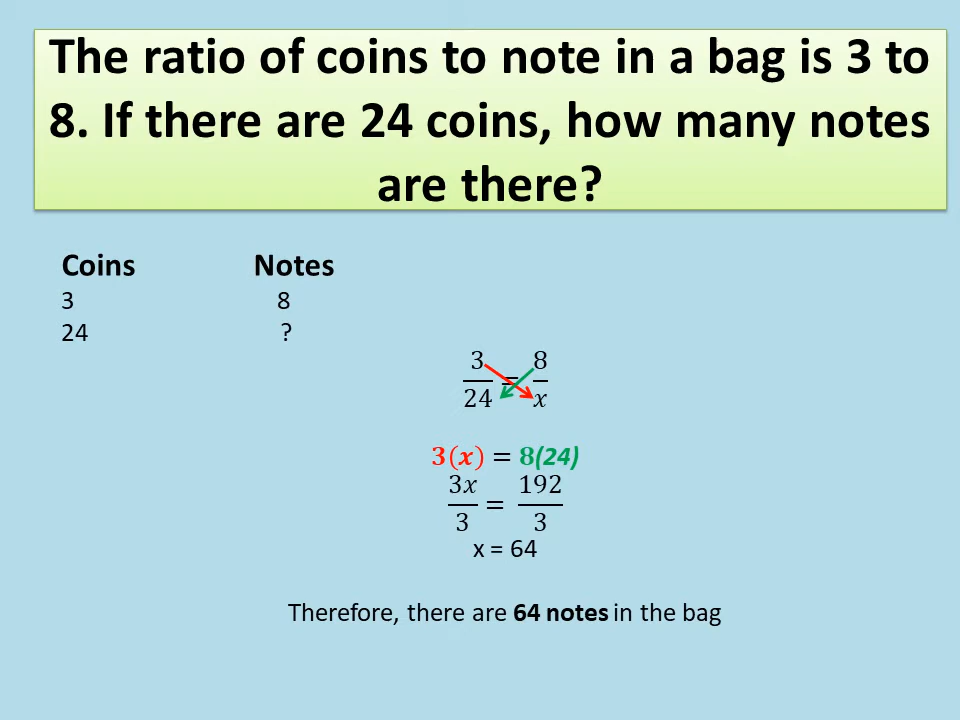 The ratio of coins to note in a bag is 3 to
8. If there are 24 coins, how many notes
are there?
Coins Notes
3 8
24 ?
3/24 = 8/x
3(x) = 8(24)
3x/3 = 192/3
x = 64
Therefore, there are 64 notes in the bag